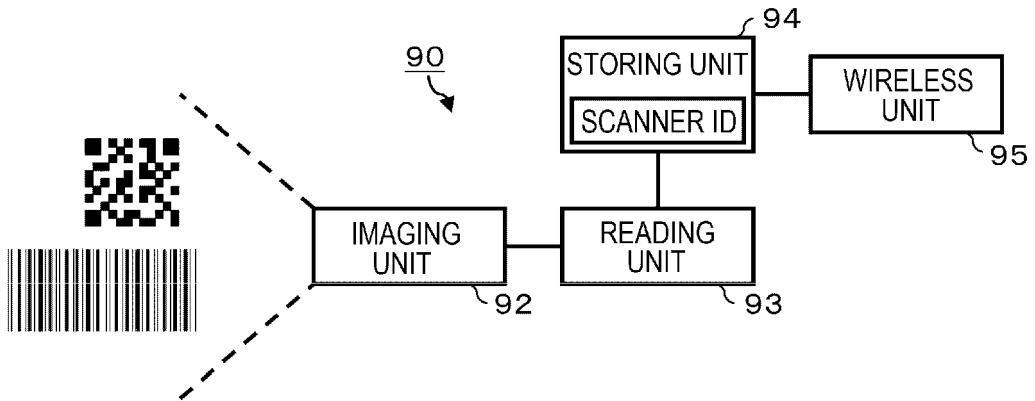 94
90
STORING UNIT
SCANNER ID
WIRELESS
UNIT
95
IMAGING
UNIT
92
READING
UNIT
93